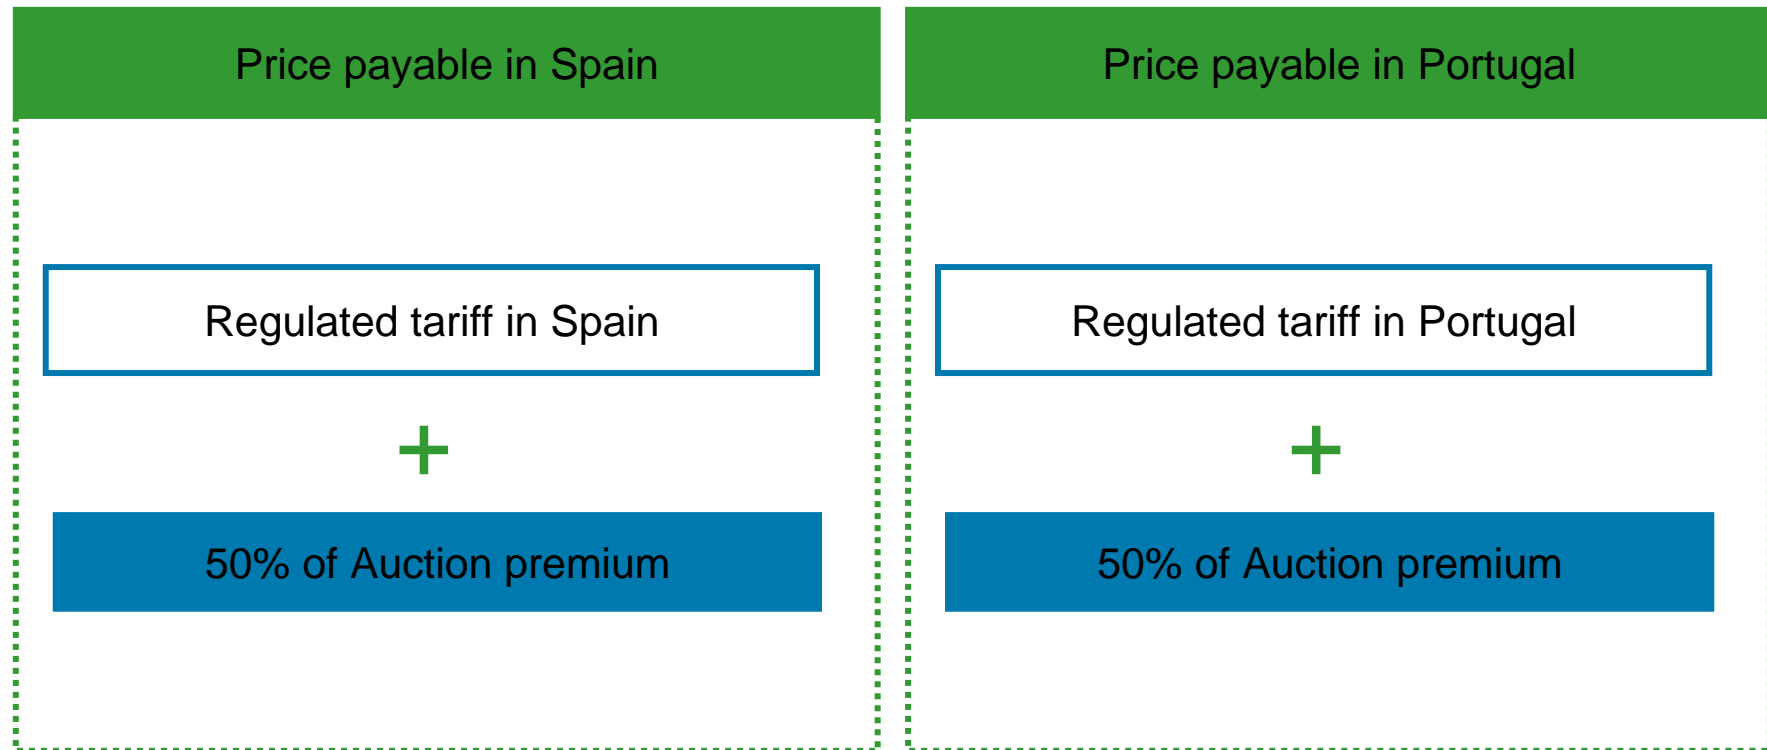 Price payable in Spain
Regulated tariff in Spain
+
50% of Auction premium
Price payable in Portugal
Regulated tariff in Portugal
+
50% of Auction premium